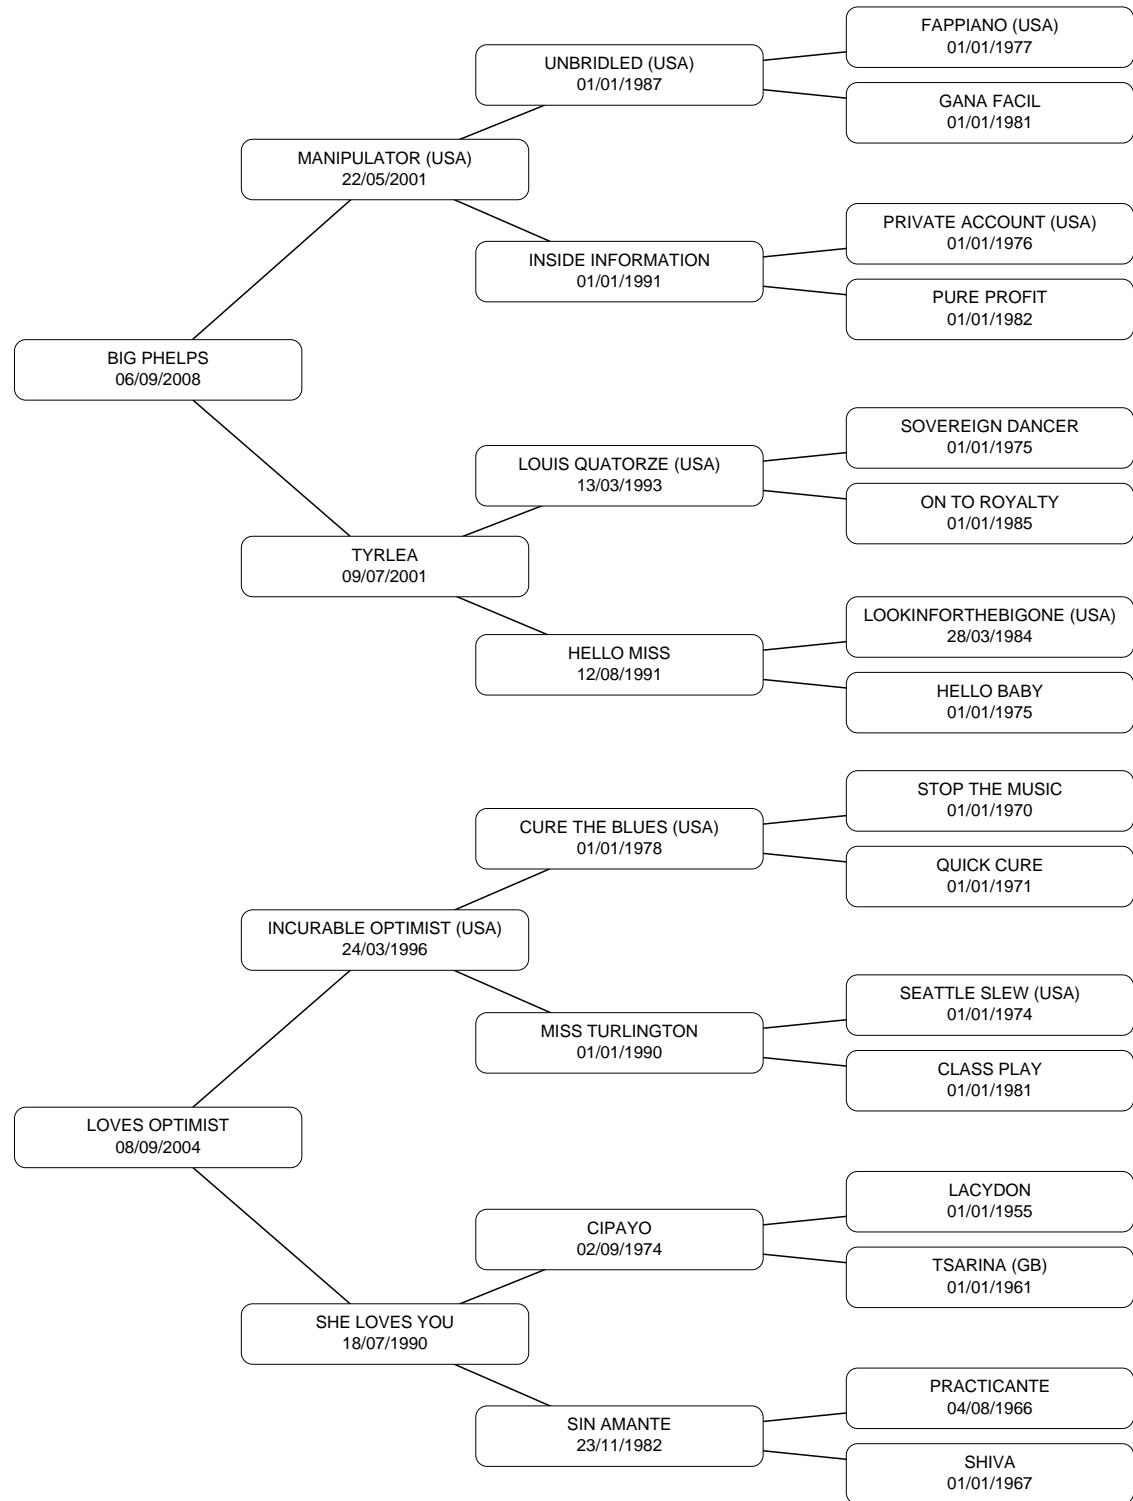 FAPPIANO (USA)
01/01/1977
UNBRIDLED (USA)
01/01/1987
GANA FACIL
01/01/1981
MANIPULATOR (USA)
22/05/2001
PRIVATE ACCOUNT (USA)
01/01/1976
INSIDE INFORMATION
01/01/1991
PURE PROFIT
01/01/1982
BIG PHELPS
06/09/2008
SOVEREIGN DANCER
01/01/1975
LOUIS QUATORZE (USA)
13/03/1993
ON TO ROYALTY
01/01/1985
TYRLEA
09/07/2001
LOOKINFORTHEBIGONE (USA)
28/03/1984
HELLO MISS
12/08/1991
HELLO BABY
01/01/1975
STOP THE MUSIC
01/01/1970
CURE THE BLUES (USA)
01/01/1978
QUICK CURE
01/01/1971
INCURABLE OPTIMIST (USA)
24/03/1996
SEATTLE SLEW (USA)
01/01/1974
MISS TURLINGTON
01/01/1990
CLASS PLAY
01/01/1981
LOVES OPTIMIST
08/09/2004
LACYDON
01/01/1955
CIPAYO
02/09/1974
TSARINA (GB)
01/01/1961
SHE LOVES YOU
18/07/1990
PRACTICANTE
04/08/1966
SIN AMANTE
23/11/1982
SHIVA
01/01/1967